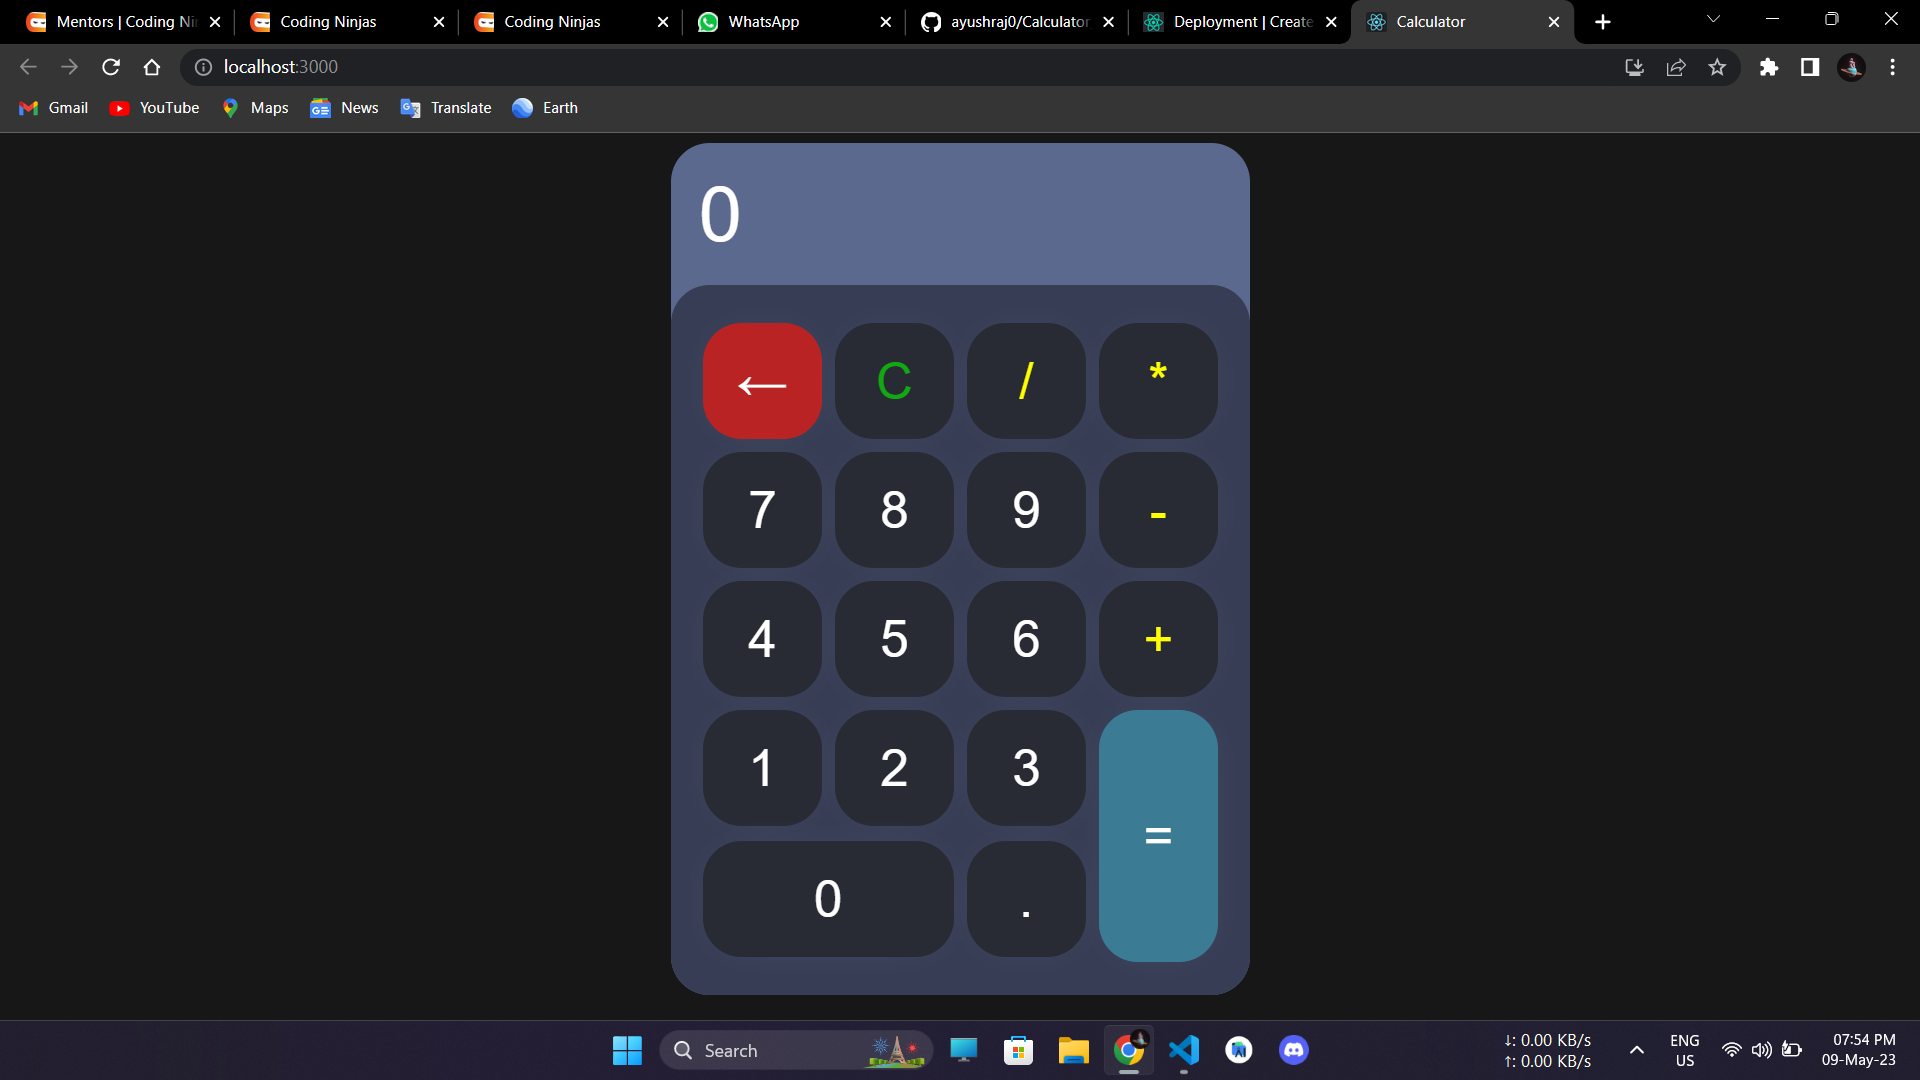 Mentors | Coding Nin
Coding Ninjas
Coding Ninjas
WhatsApp
ayushraj0/Calculator
Deployment | Create
Calculator
localhost:3000
Gmail
YouTube
Maps
News
Translate
Earth
0
← C / *
7 8 9 -
4 5 6 +
1 2 3
=
0 .
Search
↓: 0.00 KB/s
↑: 0.00 KB/s
ENG
US
07:54 PM
09-May-23